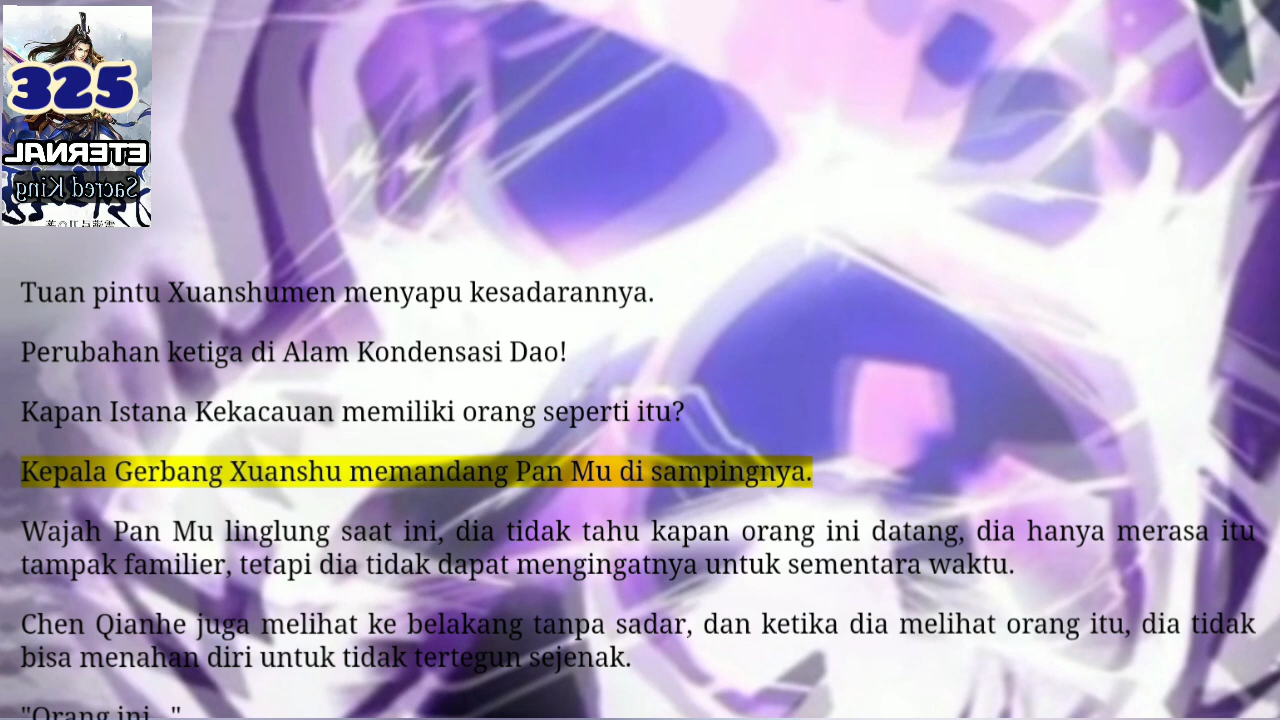 325
ETERNAL
Sacred King
Tuan pintu Xuanshumen menyapu kesadarannya.
Perubahan ketiga di Alam Kondensasi Dao!
Kapan Istana Kekacauan memiliki orang seperti itu?
Kepala Gerbang Xuanshu memandang Pan Mu di sampingnya.
Wajah Pan Mu linglung saat ini, dia tidak tahu kapan orang ini datang, dia hanya merasa itu
tampak familier, tetapi dia tidak dapat mengingatnya untuk sementara waktu.
Chen Qianhe juga melihat ke belakang tanpa sadar, dan ketika dia melihat orang itu, dia tidak
bisa menahan diri untuk tidak tertegun sejenak.
"Orang ini..."